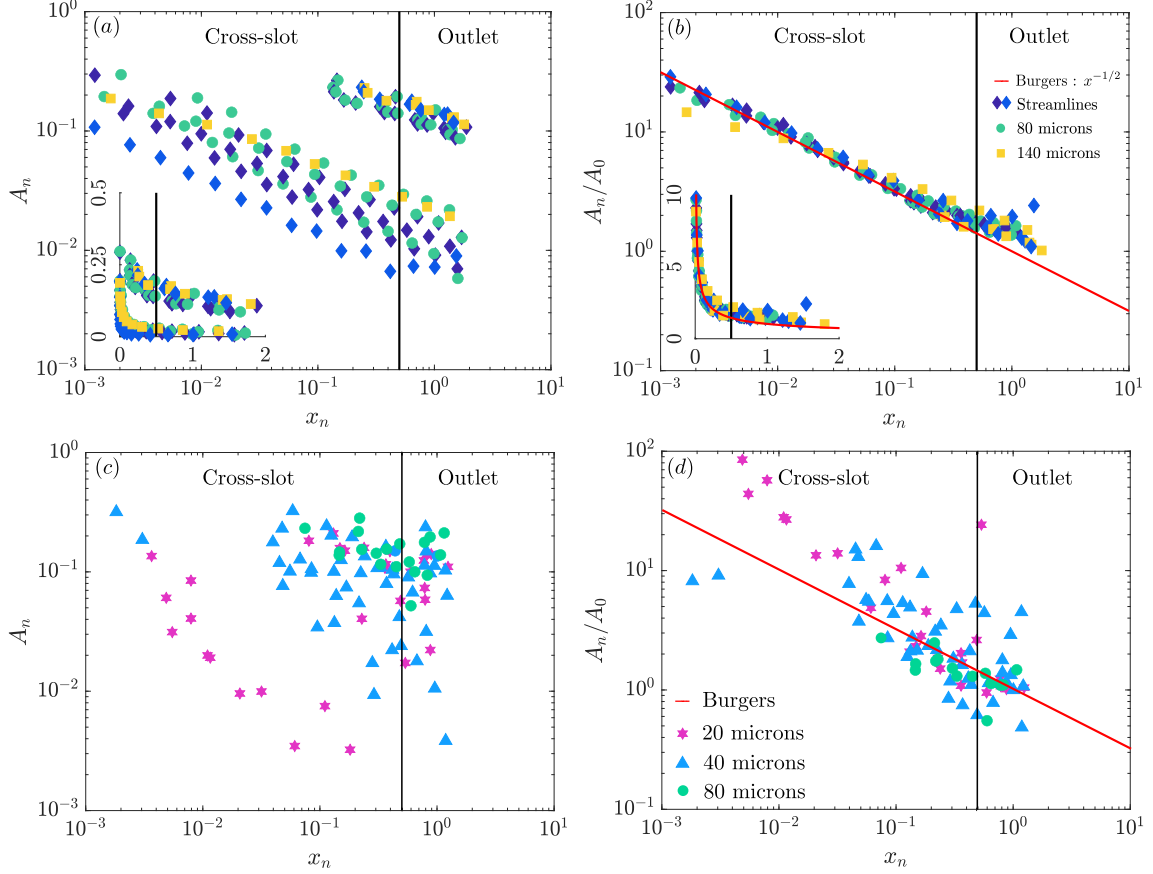 (a)
Cross-slot
Outlet
10^0
10^{-1}
10^{-2}
10^{-3}
A_n
0.5
0.25
0
0
1
2
10^{-3}
10^{-2}
10^{-1}
10^0
10^1
x_n
(b)
Cross-slot
Outlet
10^2
10^1
10^0
10^{-1}
A_n/A_0
Burgers : x^{-1/2}
Streamlines
80 microns
140 microns
10
5
0
0
1
2
10^{-3}
10^{-2}
10^{-1}
10^0
10^1
x_n
(c)
Cross-slot
Outlet
10^0
10^{-1}
10^{-2}
10^{-3}
A_n
10^{-3}
10^{-2}
10^{-1}
10^0
10^1
x_n
(d)
Cross-slot
Outlet
10^2
10^1
10^0
10^{-1}
A_n/A_0
Burgers
20 microns
40 microns
80 microns
10^{-3}
10^{-2}
10^{-1}
10^0
10^1
x_n